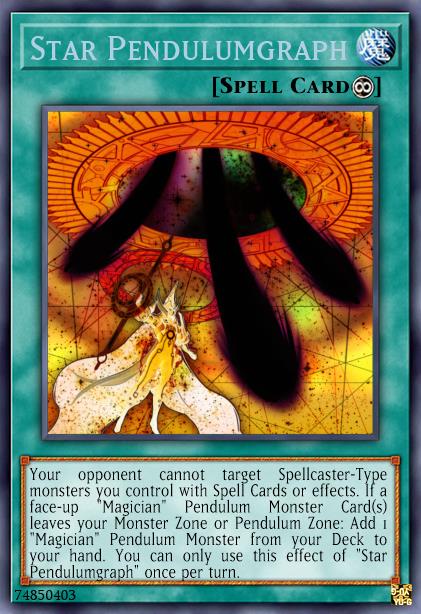 STAR PENDULUMGRAPH 魔
[SPELL CARD]
Your opponent cannot target Spellcaster-Type
monsters you control with Spell Cards or effects. If a
face-up "Magician" Pendulum Monster Card(s)
leaves your Monster Zone or Pendulum Zone: Add 1
"Magician" Pendulum Monster from your Deck to
your hand. You can only use this effect of "Star
Pendulumgraph" once per turn.
74850403